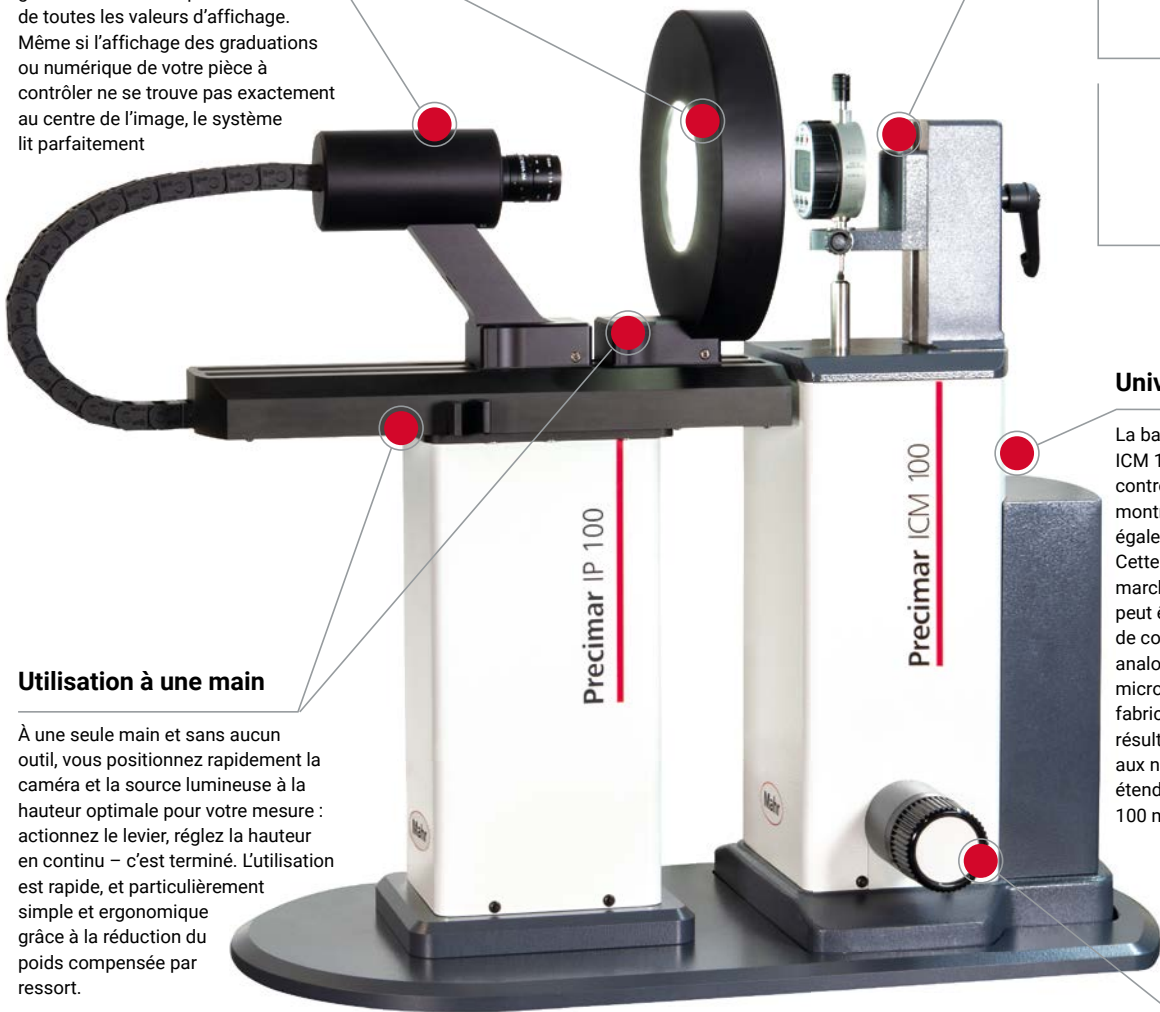 de toutes les valeurs d’affichage.
Même si l’affichage des graduations
ou numérique de votre pièce à
contrôler ne se trouve pas exactement
au centre de l’image, le système
lit parfaitement
Utilisation à une main
À une seule main et sans aucun
outil, vous positionnez rapidement la
caméra et la source lumineuse à la
hauteur optimale pour votre mesure :
actionnez le levier, réglez la hauteur
en continu – c’est terminé. L’utilisation
est rapide, et particulièrement
simple et ergonomique
grâce à la réduction du
poids compensée par
ressort.
Precimar IP 100
Mahr
Precimar ICM 100
Mahr
Univ
La ba
ICM 1
contr
montr
égale
Cette
march
peut ê
de co
analo
micro
fabric
résult
aux n
étend
100 m